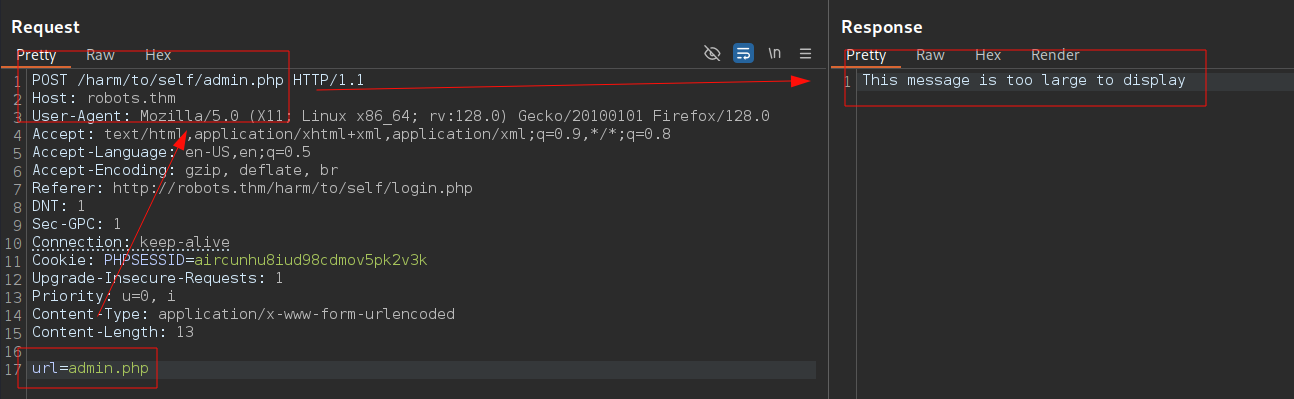 Request
Pretty Raw Hex \n
1 POST /harm/to/self/admin.php HTTP/1.1
2 Host: robots.thm
3 User-Agent: Mozilla/5.0 (X11; Linux x86_64; rv:128.0) Gecko/20100101 Firefox/128.0
4 Accept: text/html,application/xhtml+xml,application/xml;q=0.9,*/*;q=0.8
5 Accept-Language: en-US,en;q=0.5
6 Accept-Encoding: gzip, deflate, br
7 Referer: http://robots.thm/harm/to/self/login.php
8 DNT: 1
9 Sec-GPC: 1
10 Connection: keep-alive
11 Cookie: PHPSESSID=aircunhu8iud98cdmov5pk2v3k
12 Upgrade-Insecure-Requests: 1
13 Priority: u=0, i
14 Content-Type: application/x-www-form-urlencoded
15 Content-Length: 13
16
17 url=admin.php
Response
Pretty Raw Hex Render
1 This message is too large to display